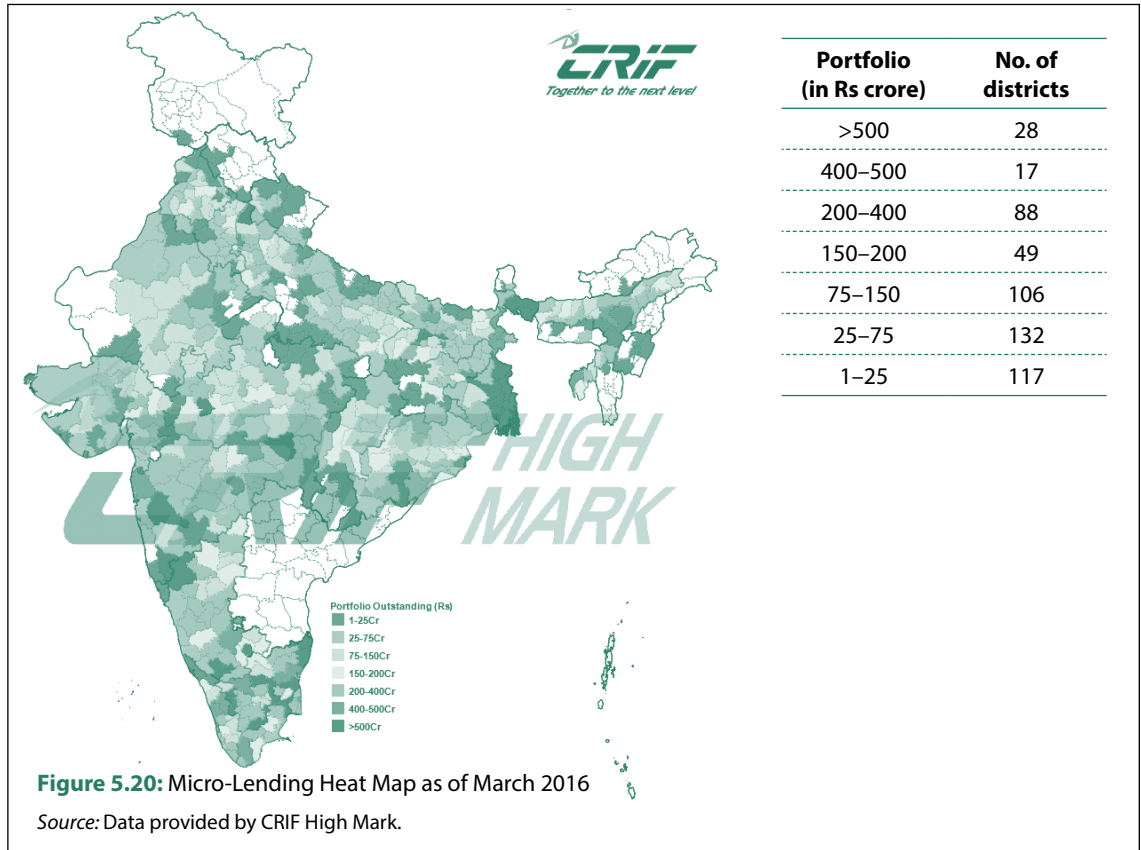 CRIF
Together to the next level
Portfolio No. of
(in Rs crore) districts
>500 28
400–500 17
200–400 88
150–200 49
75–150 106
25–75 132
1–25 117
CRIF HIGH
MARK
Portfolio Outstanding (Rs)
1-25Cr
25-75Cr
75-150Cr
150-200Cr
200-400Cr
400-500Cr
>500Cr
Figure 5.20: Micro-Lending Heat Map as of March 2016
Source: Data provided by CRIF High Mark.